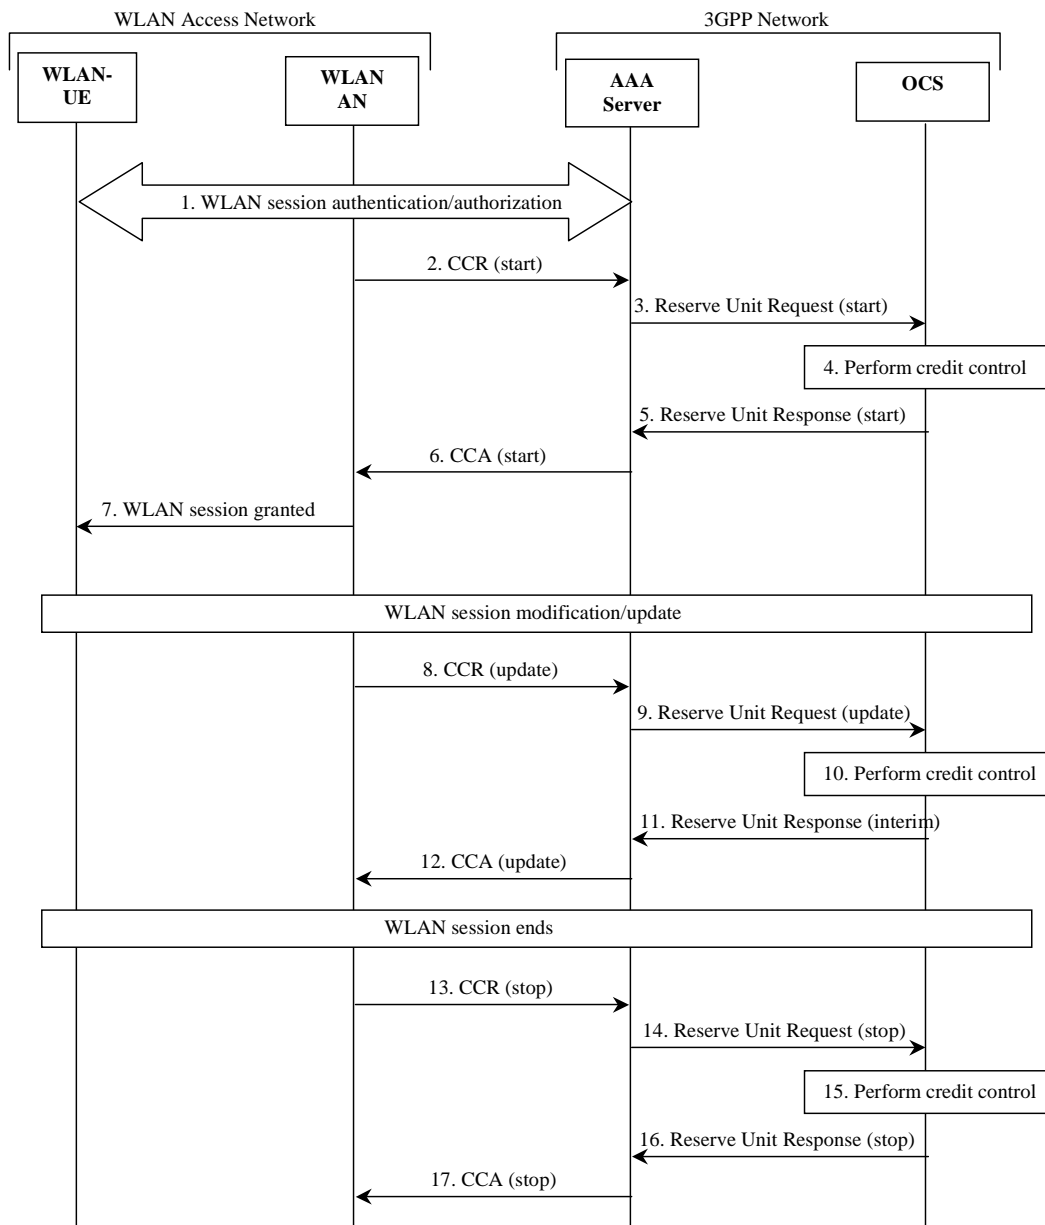 WLAN Access Network
3GPP Network
WLAN-
UE
WLAN
AN
AAA
Server
OCS
1. WLAN session authentication/authorization
2. CCR (start)
3. Reserve Unit Request (start)
4. Perform credit control
5. Reserve Unit Response (start)
6. CCA (start)
7. WLAN session granted
WLAN session modification/update
8. CCR (update)
9. Reserve Unit Request (update)
10. Perform credit control
11. Reserve Unit Response (interim)
12. CCA (update)
WLAN session ends
13. CCR (stop)
14. Reserve Unit Request (stop)
15. Perform credit control
16. Reserve Unit Response (stop)
17. CCA (stop)